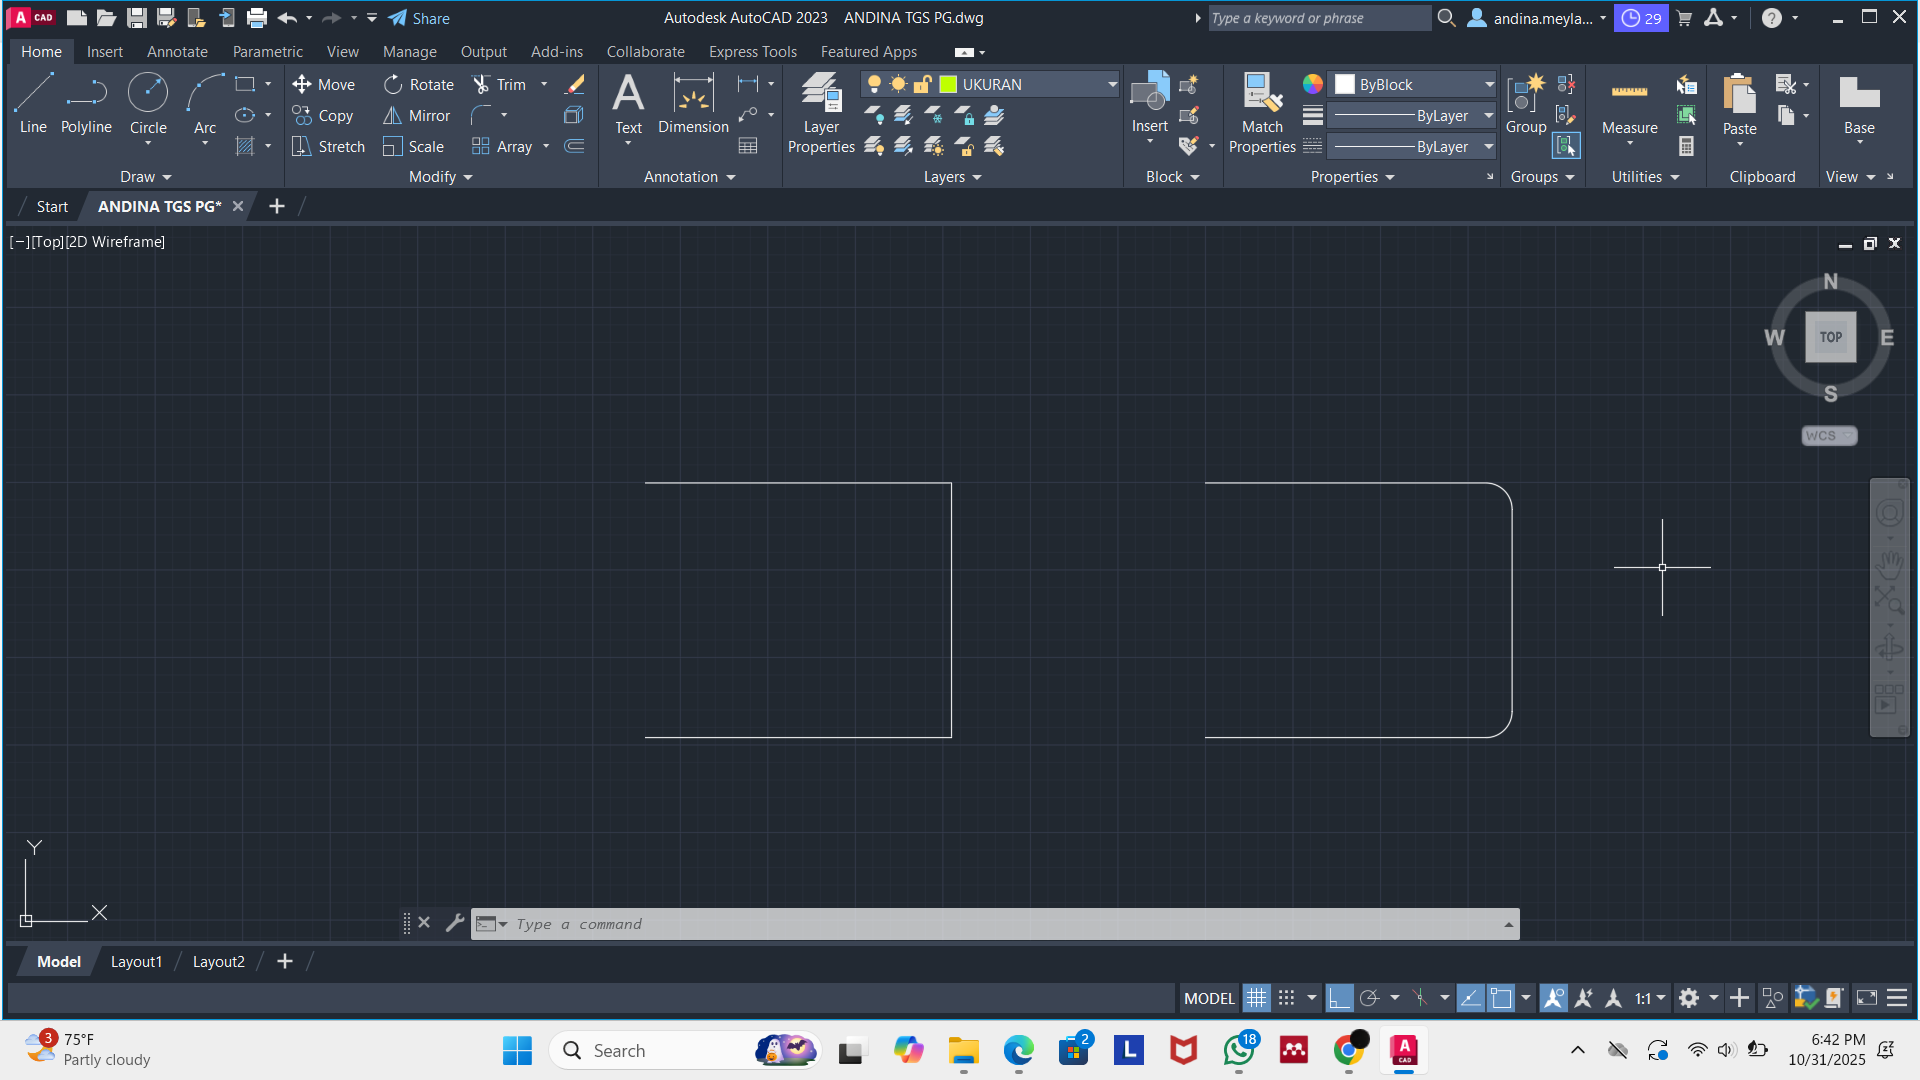 A CAD Share Autodesk AutoCAD 2023 ANDINA TGS PG.dwg Type a keyword or phrase andina.meyla... 29
Home Insert Annotate Parametric View Manage Output Add-ins Collaborate Express Tools Featured Apps
Line Polyline Circle Arc
Draw
Move Rotate Trim
Copy Mirror
Stretch Scale Array
Modify
Text Dimension
Annotation
Layer Properties
UKURAN
Layers
Insert
Block
Match Properties
ByBlock
ByLayer
ByLayer
Properties
Group
Groups
Measure
Utilities
Paste
Clipboard
Base
View
Start ANDINA TGS PG*
[−][Top][2D Wireframe]
N
W TOP E
S
WCS
Y
X
Type a command
Model Layout1 Layout2
MODEL 1:1
3 75°F
Partly cloudy
Search
2
L
18
A CAD
6:42 PM
10/31/2025